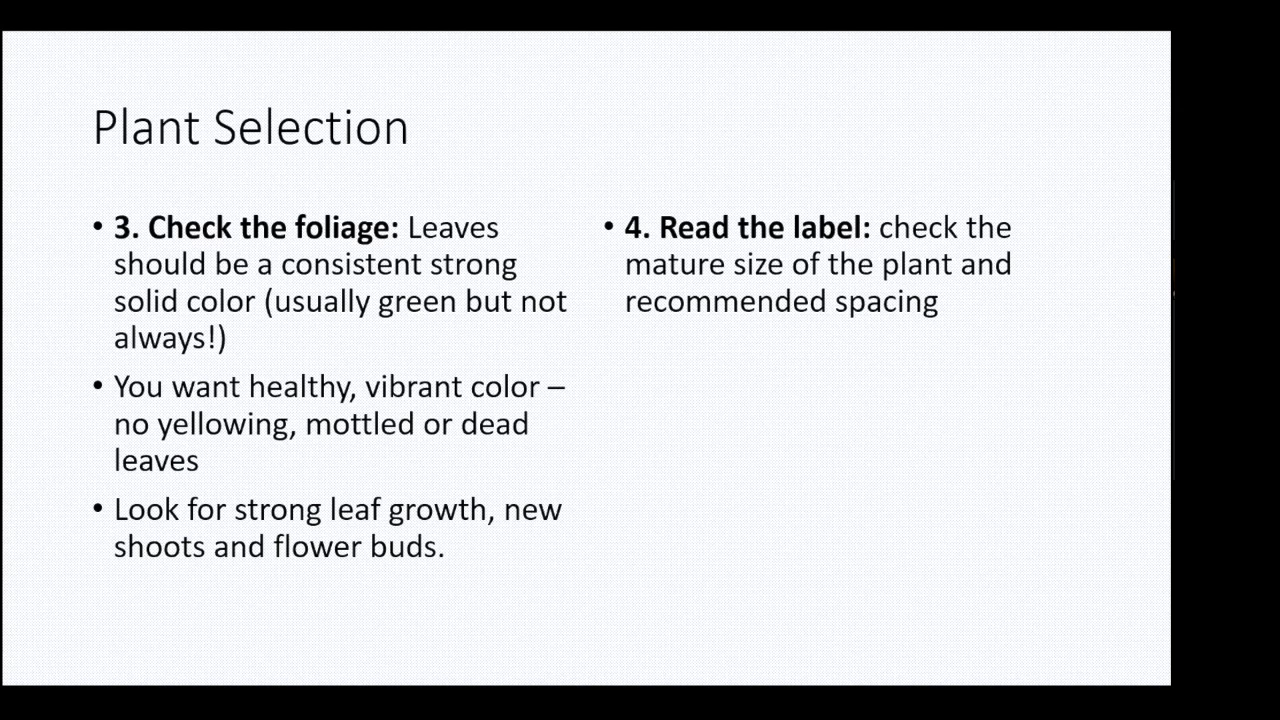 Plant Selection
• 3. Check the foliage: Leaves
should be a consistent strong
solid color (usually green but not
always!)
• You want healthy, vibrant color –
no yellowing, mottled or dead
leaves
• Look for strong leaf growth, new
shoots and flower buds.
• 4. Read the label: check the
mature size of the plant and
recommended spacing